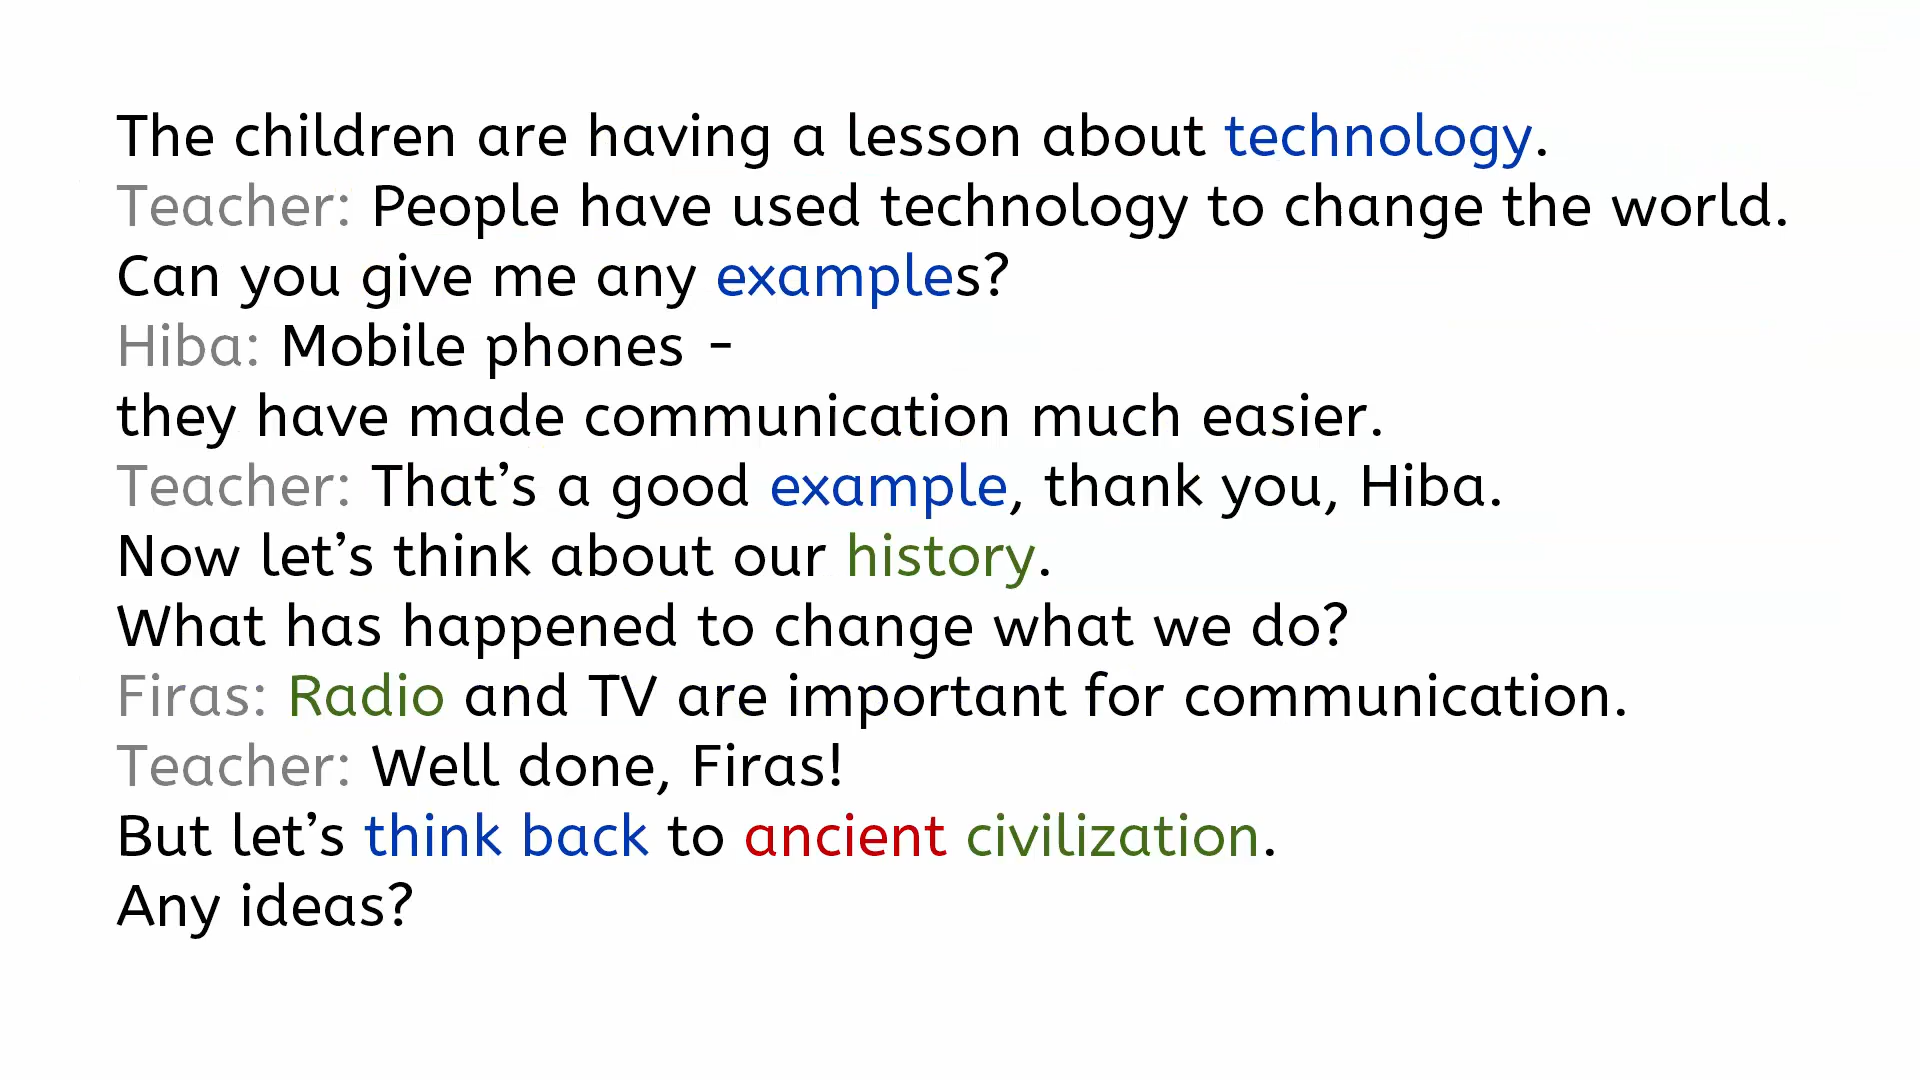 The children are having a lesson about technology.
Teacher: People have used technology to change the world.
Can you give me any examples?
Hiba: Mobile phones -
they have made communication much easier.
Teacher: That’s a good example, thank you, Hiba.
Now let’s think about our history.
What has happened to change what we do?
Firas: Radio and TV are important for communication.
Teacher: Well done, Firas!
But let’s think back to ancient civilization.
Any ideas?